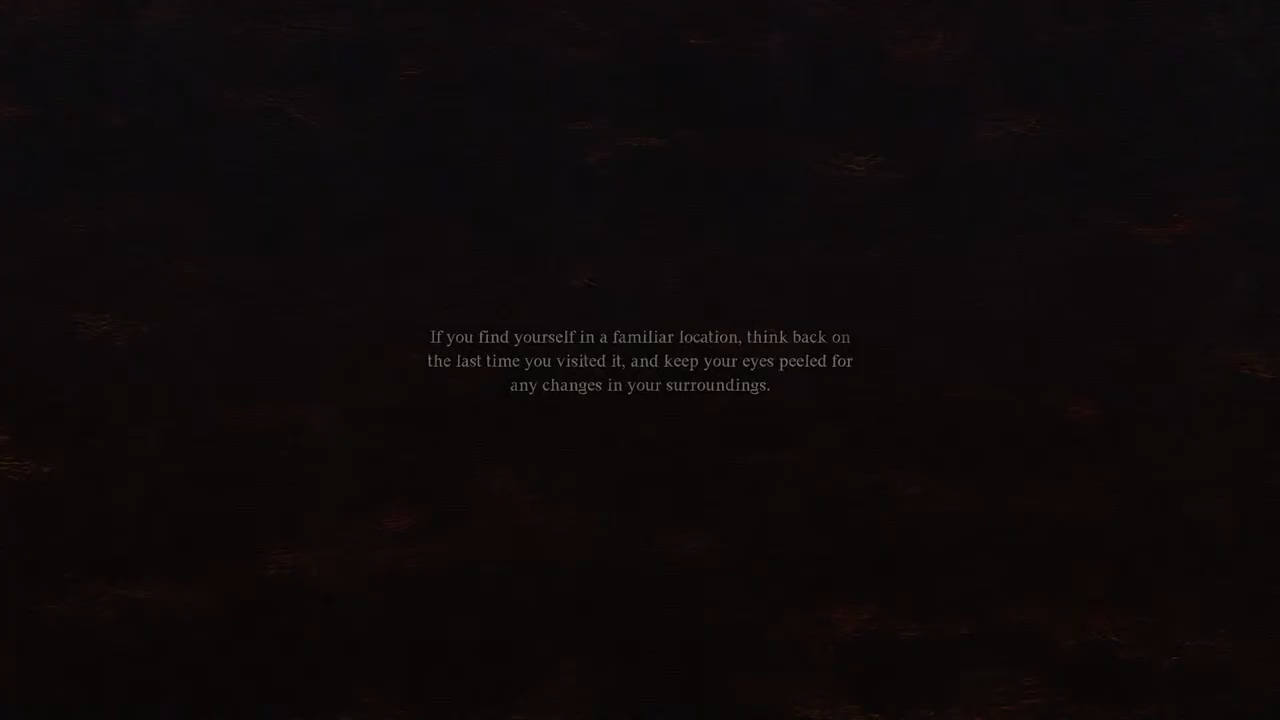 If you find yourself in a familiar location, think back on
the last time you visited it, and keep your eyes peeled for
any changes in your surroundings.